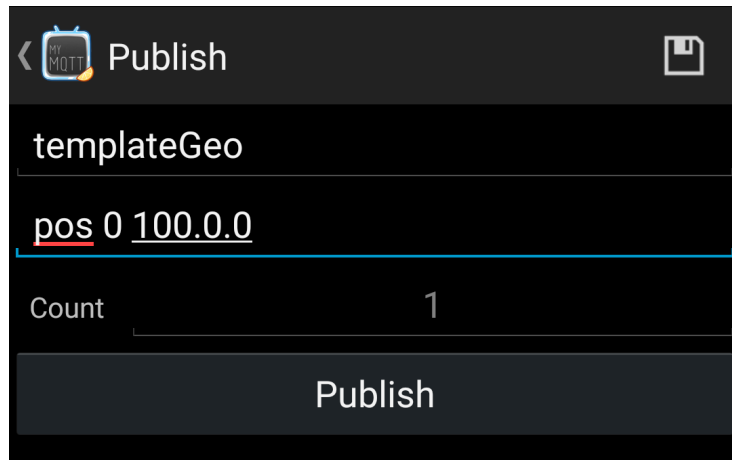 MY
MQTT
Publish
templateGeo
pos 0 100.0.0
Count 1
Publish